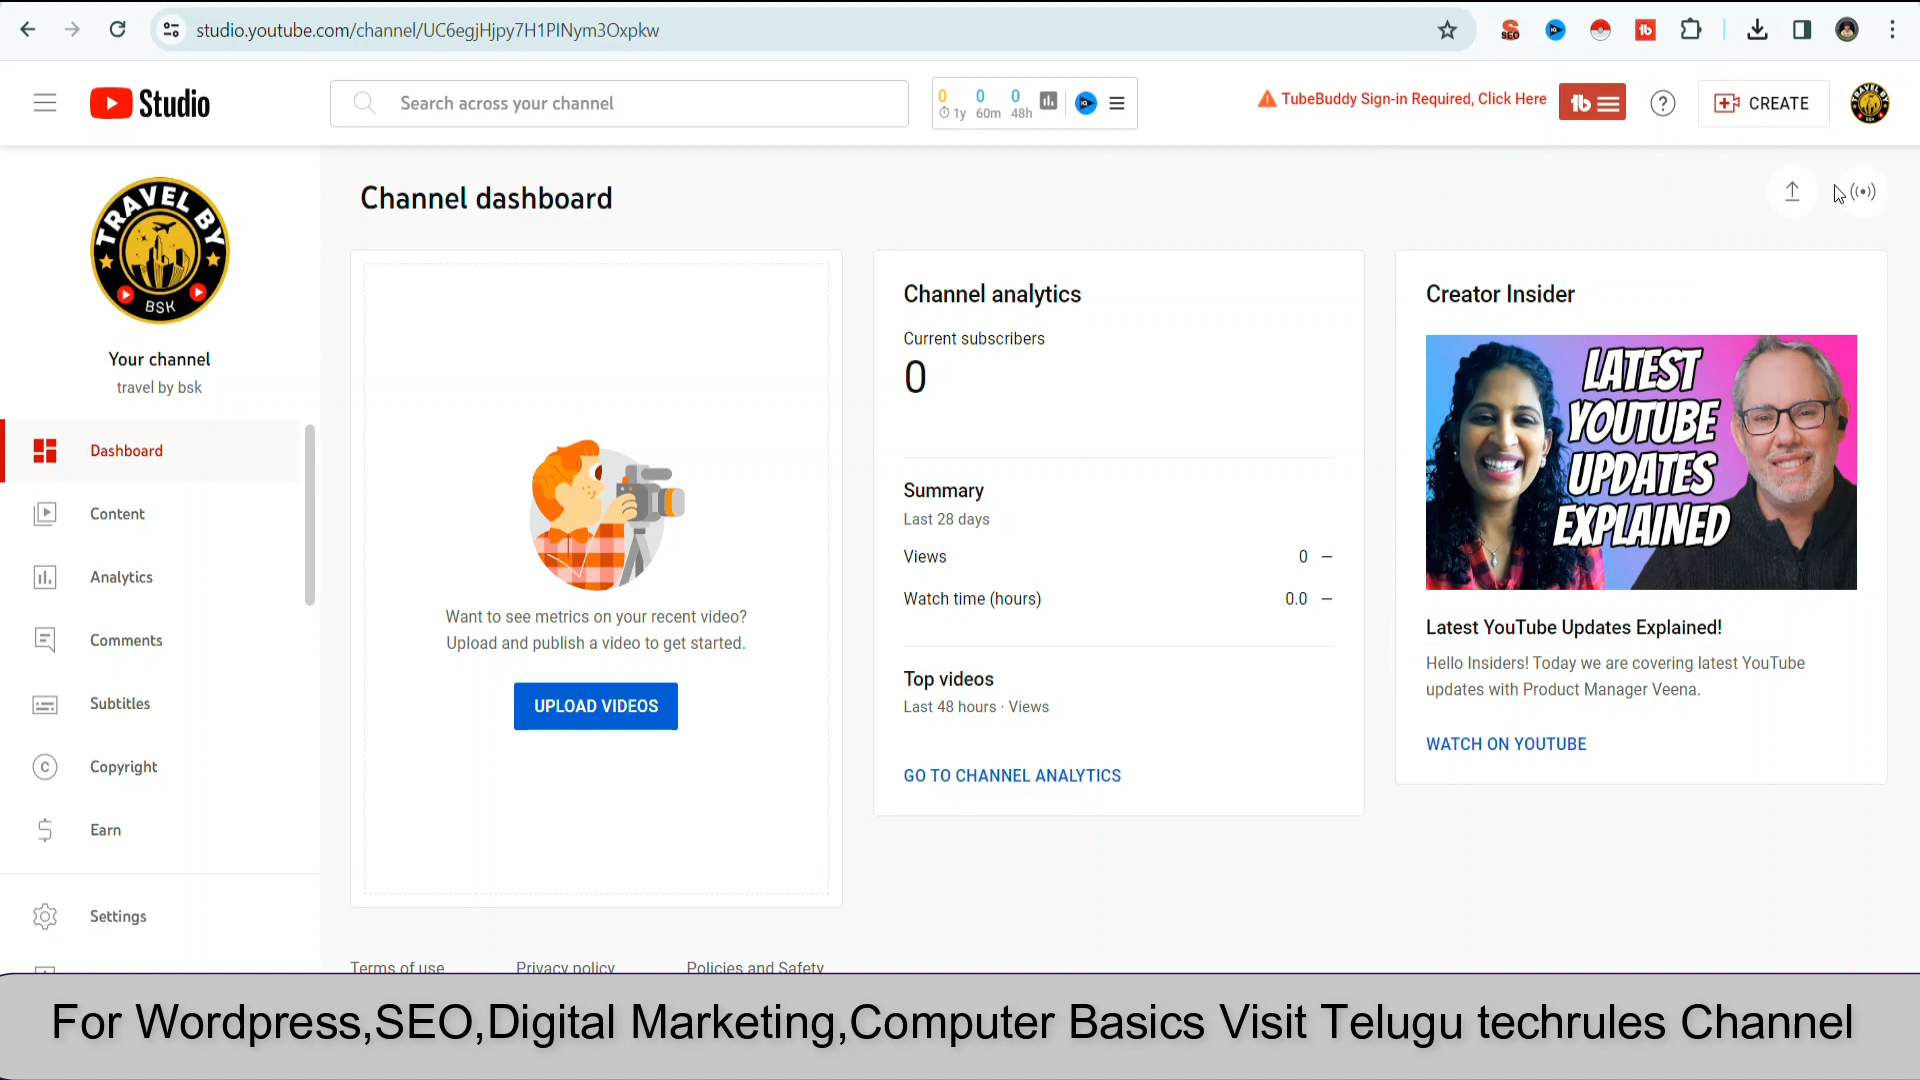 studio.youtube.com/channel/UC6egjHjpy7H1PINym3Oxpkw
SEO
tb
Studio
Search across your channel
0 0 0
1y 60m 48h
TubeBuddy Sign-in Required, Click Here
tb
CREATE
TRAVEL BY
BSK
Your channel
travel by bsk
Dashboard
Content
Analytics
Comments
Subtitles
Copyright
Earn
Settings
Channel dashboard
Want to see metrics on your recent video?
Upload and publish a video to get started.
UPLOAD VIDEOS
Channel analytics
Current subscribers
0
Summary
Last 28 days
Views 0 —
Watch time (hours) 0.0 —
Top videos
Last 48 hours · Views
GO TO CHANNEL ANALYTICS
Creator Insider
LATEST
YOUTUBE
UPDATES
EXPLAINED
Latest YouTube Updates Explained!
Hello Insiders! Today we are covering latest YouTube
updates with Product Manager Veena.
WATCH ON YOUTUBE
Terms of use Privacy policy Policies and Safety
For Wordpress,SEO,Digital Marketing,Computer Basics Visit Telugu techrules Channel